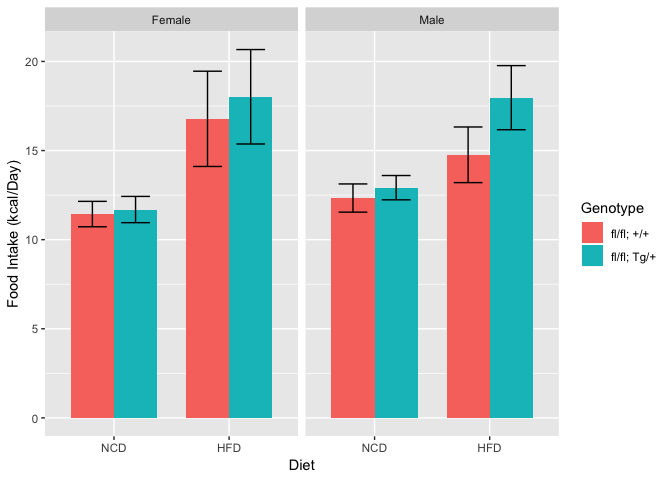 Female
Male
20
15
10
5
0
Food Intake (kcal/Day)
NCD
HFD
NCD
HFD
Diet
Genotype
fl/fl; +/+
fl/fl; Tg/+